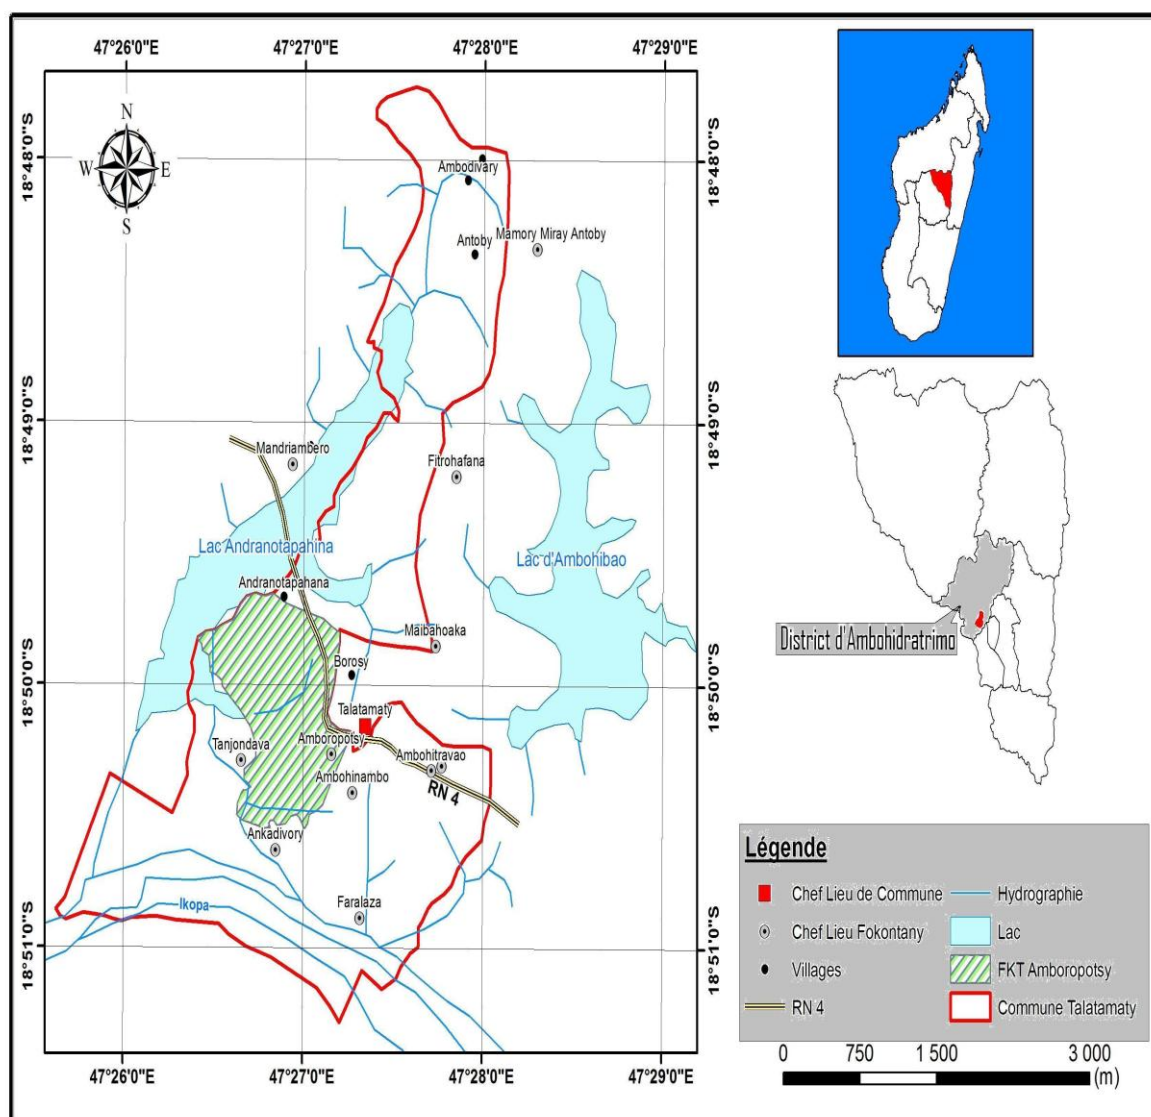 47°26'0"E
47°27'0"E
47°28'0"E
47°29'0"E
18°48'0"S
18°48'0"S
N
W
E
S
Ambodivary
Antoby
Mamory Miray Antoby
18°49'0"S
18°49'0"S
Mandriambero
Fitrohafana
Lac Andranotapahina
Lac d'Ambohibao
Andranotapahana
Maibahoaka
Borosy
18°50'0"S
18°50'0"S
Talatamaty
Tanjondava
Amboropotsy
Ambohitravao
Ambohinambo
RN 4
Ankadivory
Faralaza
Ikopa
18°51'0"S
18°51'0"S
47°26'0"E
47°27'0"E
47°28'0"E
47°29'0"E
District d'Ambohidratrimo
Légende
Chef Lieu de Commune
Chef Lieu Fokontany
Villages
RN 4
Hydrographie
Lac
FKT Amboropotsy
Commune Talatamaty
0
750
1 500
3 000
(m)